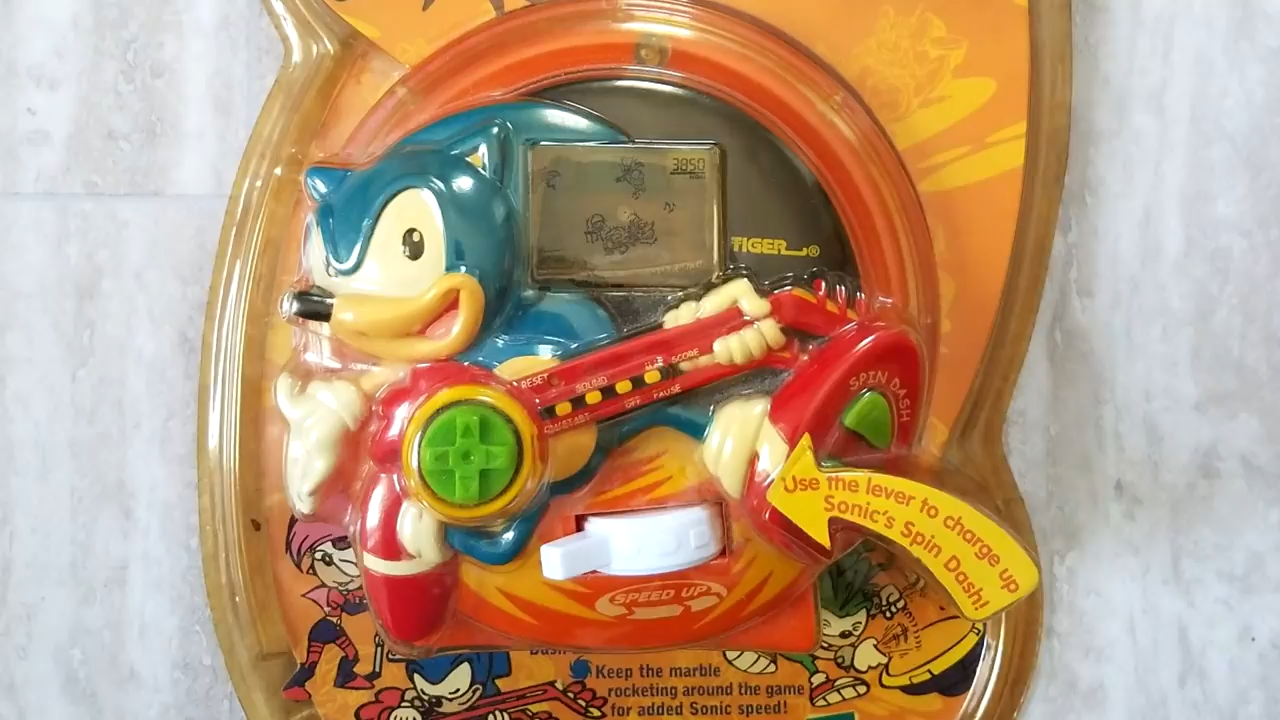 3850
TIGER®
RESET
SOUND
SCORE
ON/START
OFF
PAUSE
SPIN DASH
Use the lever to charge up
Sonic's Spin Dash!
SPEED UP
Keep the marble
rocketing around the game
for added Sonic speed!